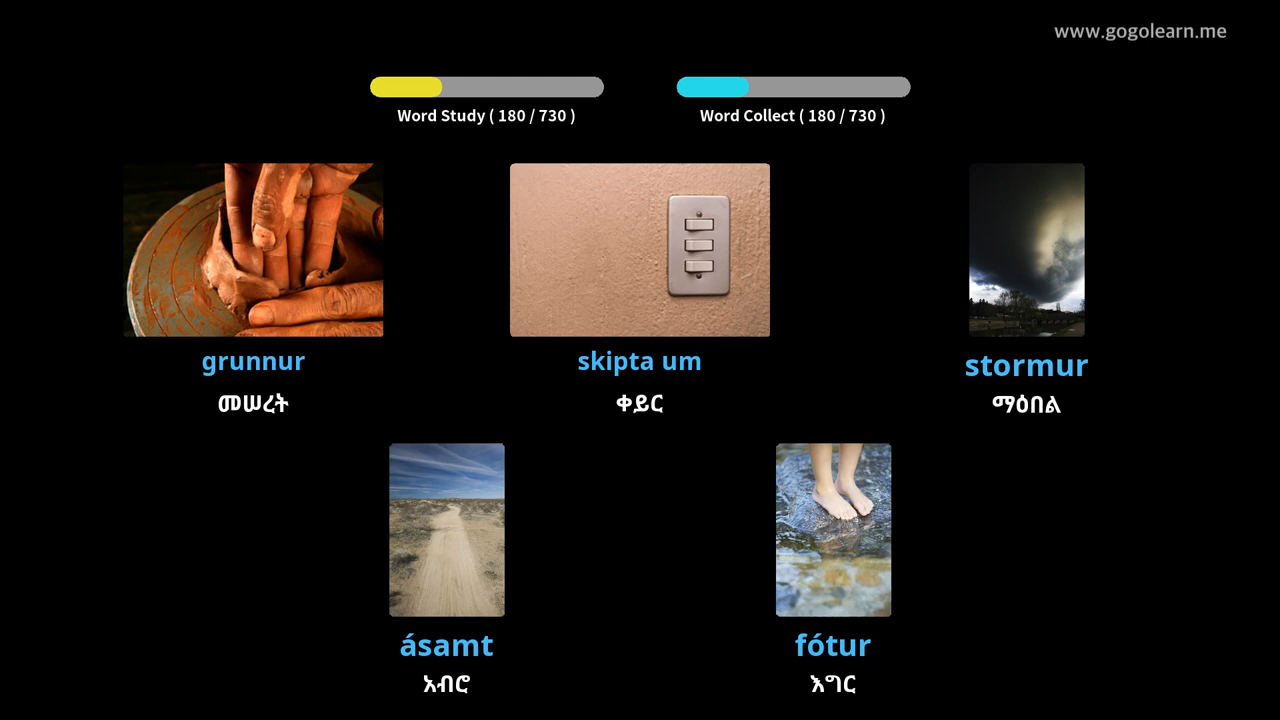 www.gogolearn.me
Word Study ( 180 / 730 )
Word Collect ( 180 / 730 )
grunnur
መሠረት
skipta um
ቀይር
stormur
ማዕበል
ásamt
አብሮ
fótur
እግር